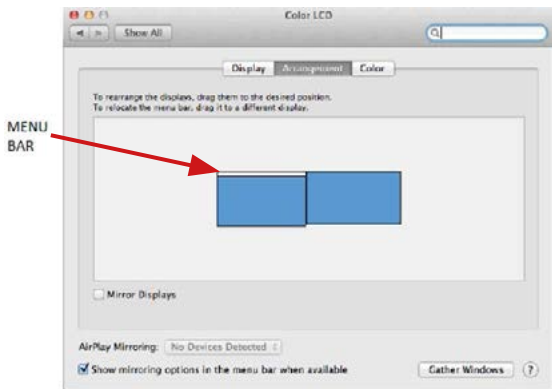 Color LCD
Show All
Display Arrangement Color
To rearrange the displays, drag them to the desired position.
To relocate the menu bar, drag it to a different display.
MENU
BAR
Mirror Displays
AirPlay Mirroring: No Devices Detected
Show mirroring options in the menu bar when available
Gather Windows ?